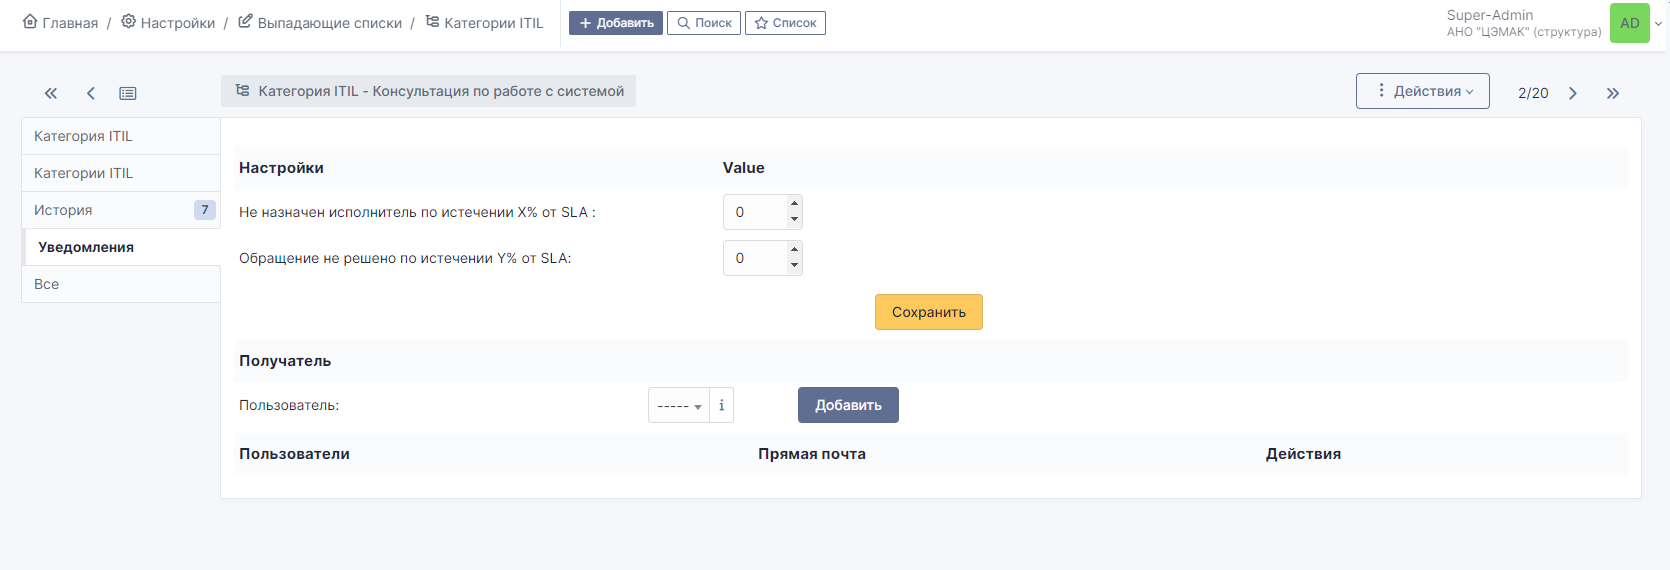 Главная / Настройки / Выпадающие списки / Категории ITIL
Добавить
Поиск
Список
Super-Admin
АНО "ЦЭМАК" (структура)
AD
Категория ITIL - Консультация по работе с системой
Действия
2/20
Категория ITIL
Категории ITIL
История 7
Уведомления
Все
Настройки Value
Не назначен исполнитель по истечении X% от SLA : 0
Обращение не решено по истечении Y% от SLA: 0
Сохранить
Получатель
Пользователь: ----- i Добавить
Пользователи Прямая почта Действия